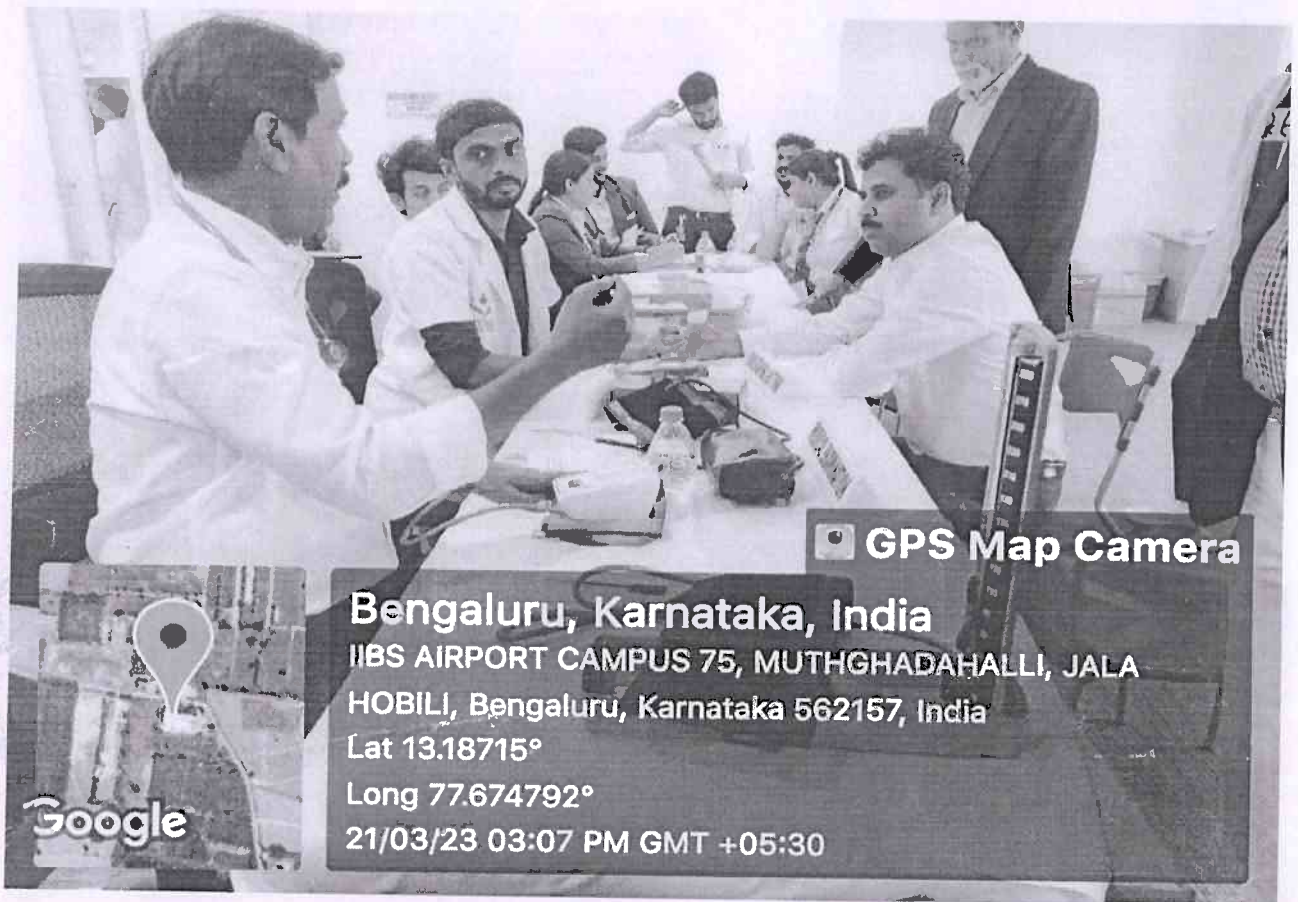 GPS Map Camera
Bengaluru, Karnataka, India
IIBS AIRPORT CAMPUS 75, MUTHGHADAHALLI, JALA
HOBILI, Bengaluru, Karnataka 562157, India
Lat 13.18715°
Long 77.674792°
21/03/23 03:07 PM GMT +05:30
Google